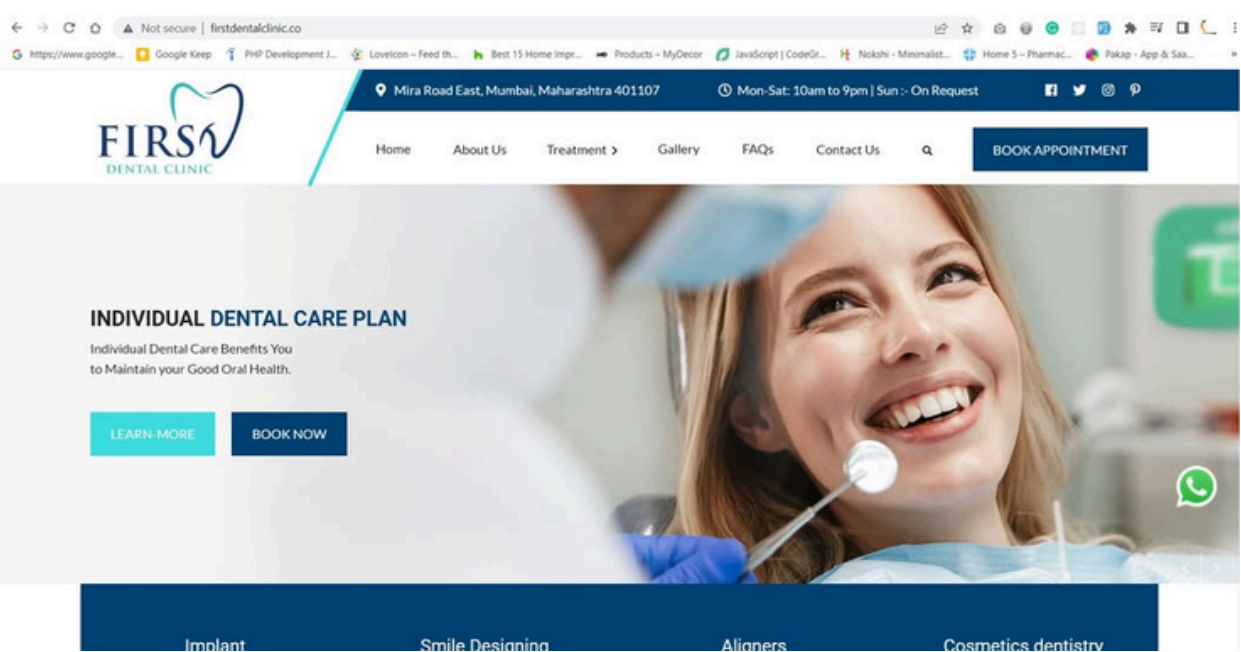 Not secure | firstdentalclinic.co
https://www.google... Google Keep PHP Development J... LoveIcon – Feed th... Best 15 Home Impr... Products – MyDecor JavaScript | CodeGr... Nokshi - Minimalist... Home 5 – Pharmac... Pakap - App & Saa... »
Mira Road East, Mumbai, Maharashtra 401107 Mon-Sat: 10am to 9pm | Sun :- On Request
FIRST
DENTAL CLINIC
Home About Us Treatment > Gallery FAQs Contact Us BOOK APPOINTMENT
INDIVIDUAL DENTAL CARE PLAN
Individual Dental Care Benefits You
to Maintain your Good Oral Health.
LEARN-MORE BOOK NOW
Implant Smile Designing Aligners Cosmetics dentistry